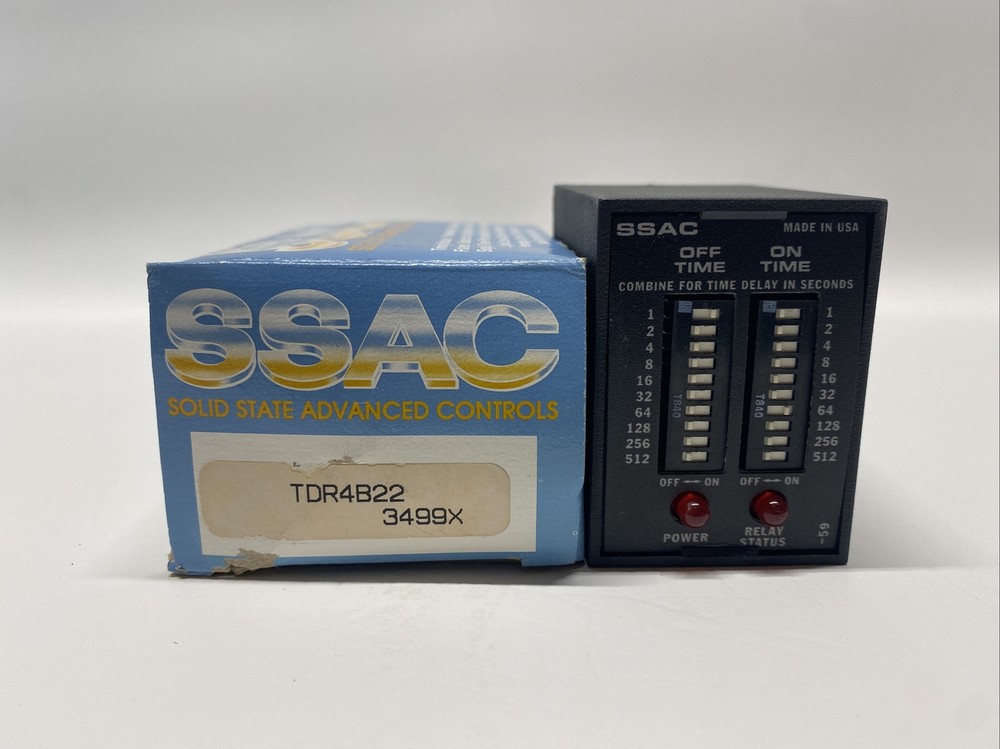 SSAC
SOLID STATE ADVANCED CONTROLS
TDR4B22
3499X
SSAC MADE IN USA
OFF TIME ON TIME
COMBINE FOR TIME DELAY IN SECONDS
1 1
2 2
4 4
8 8
16 16
32 32
64 64
128 128
256 256
512 512
T840 T840
OFF ↔ ON OFF ↔ ON
POWER RELAY STATUS
-59